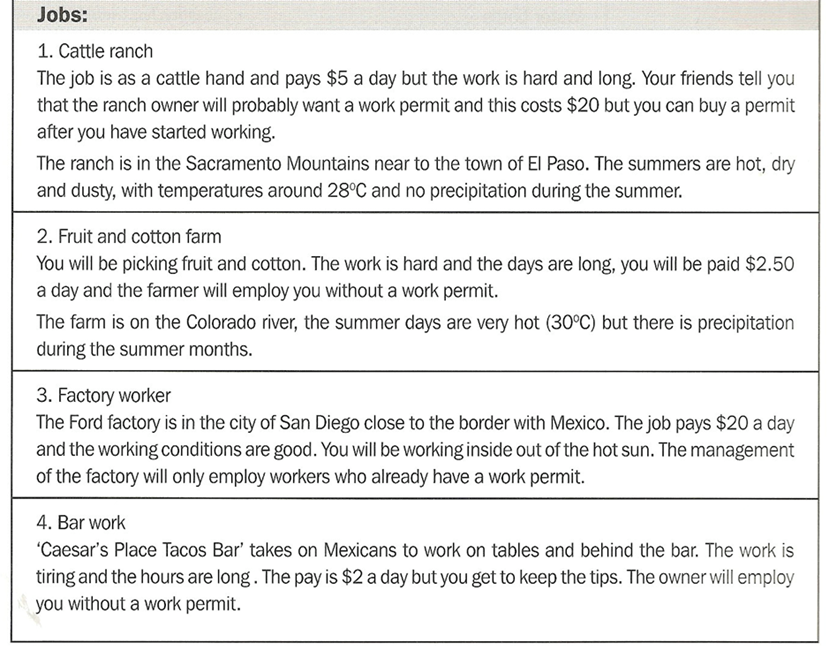 Jobs:
1. Cattle ranch
The job is as a cattle hand and pays $5 a day but the work is hard and long. Your friends tell you
that the ranch owner will probably want a work permit and this costs $20 but you can buy a permit
after you have started working.
The ranch is in the Sacramento Mountains near to the town of El Paso. The summers are hot, dry
and dusty, with temperatures around 28ºC and no precipitation during the summer.
2. Fruit and cotton farm
You will be picking fruit and cotton. The work is hard and the days are long, you will be paid $2.50
a day and the farmer will employ you without a work permit.
The farm is on the Colorado river, the summer days are very hot (30ºC) but there is precipitation
during the summer months.
3. Factory worker
The Ford factory is in the city of San Diego close to the border with Mexico. The job pays $20 a day
and the working conditions are good. You will be working inside out of the hot sun. The management
of the factory will only employ workers who already have a work permit.
4. Bar work
‘Caesar’s Place Tacos Bar’ takes on Mexicans to work on tables and behind the bar. The work is
tiring and the hours are long . The pay is $2 a day but you get to keep the tips. The owner will employ
you without a work permit.